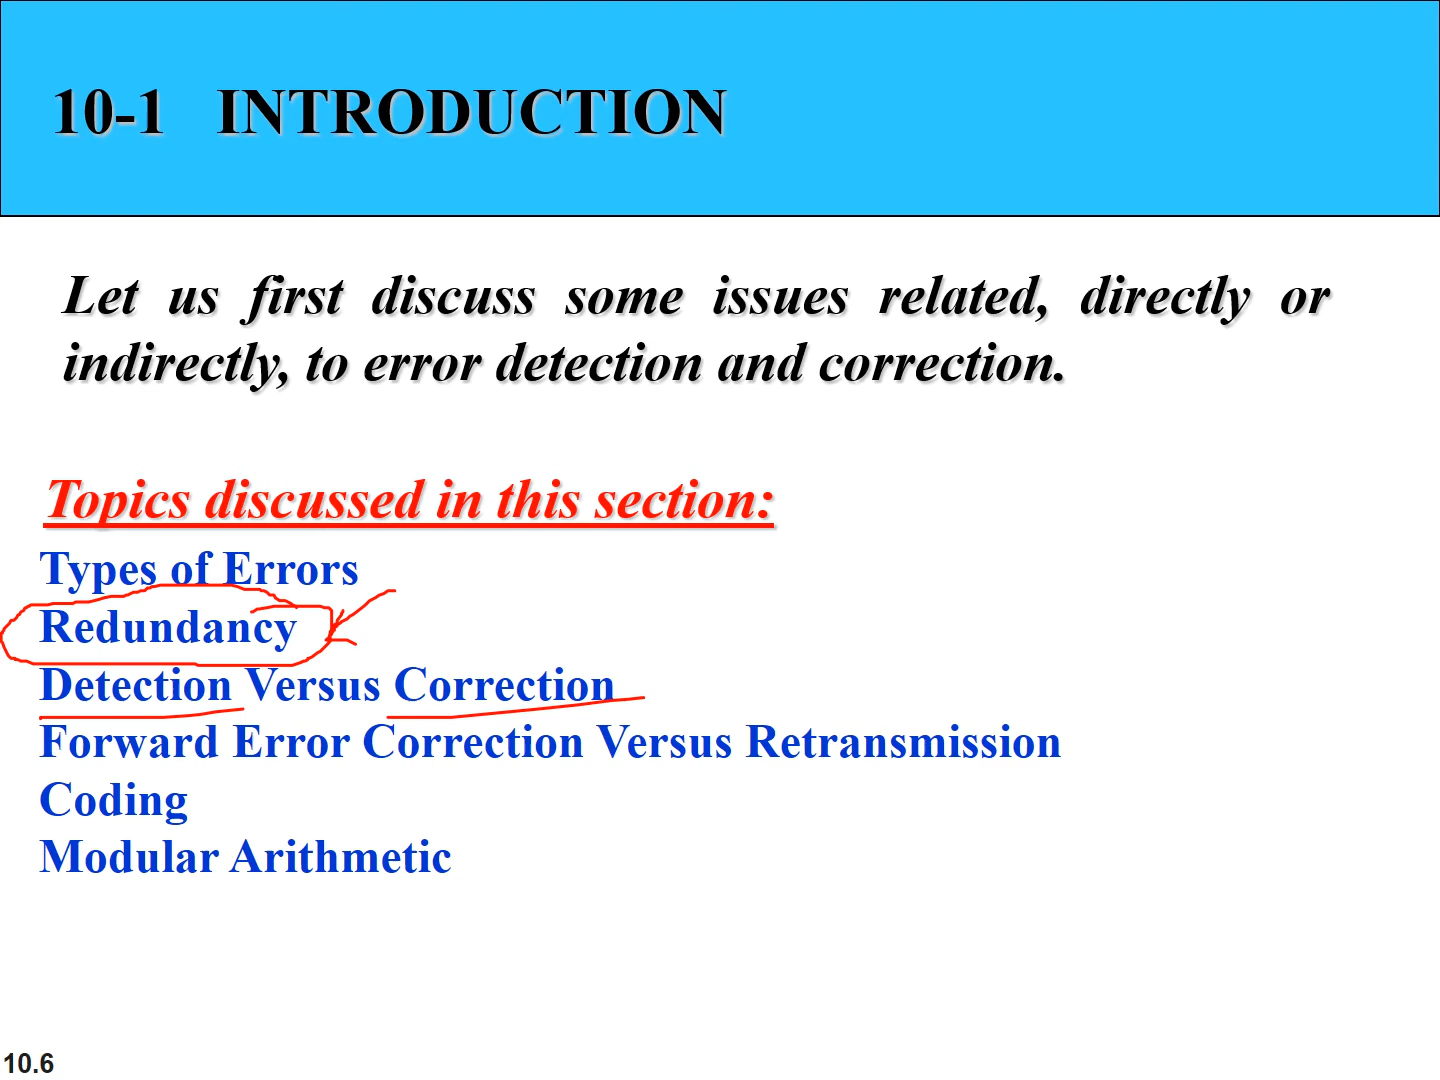 10-1 INTRODUCTION
Let us first discuss some issues related, directly or
indirectly, to error detection and correction.
Topics discussed in this section:
Types of Errors
Redundancy
Detection Versus Correction
Forward Error Correction Versus Retransmission
Coding
Modular Arithmetic
10.6